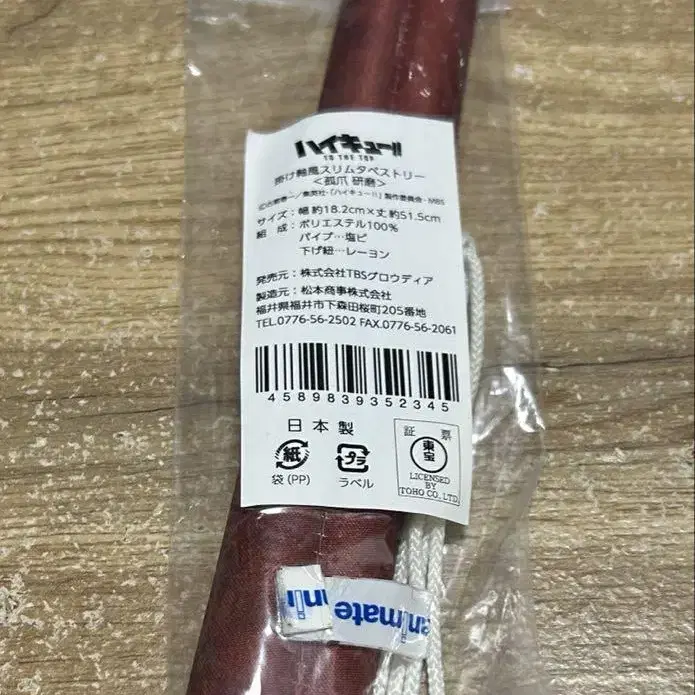 ハイキュー!!
TO THE TOP
掛け軸風スリムタペストリー
<孤爪 研磨>
©古舘春一／集英社・「ハイキュー!!」製作委員会・MBS
サイズ：幅 約18.2cm×丈 約51.5cm
組　成：ポリエステル100%
パイプ…塩ビ
下げ紐…レーヨン
発売元：株式会社TBSグロウディア
製造元：松本商事株式会社
福井県福井市下森田桜町205番地
TEL.0776-56-2502 FAX.0776-56-2061
4589839352345
日本製
紙
袋 (PP)
プラ
ラベル
証 票
東宝
LICENSED
BY
TOHO CO., LTD.
animate